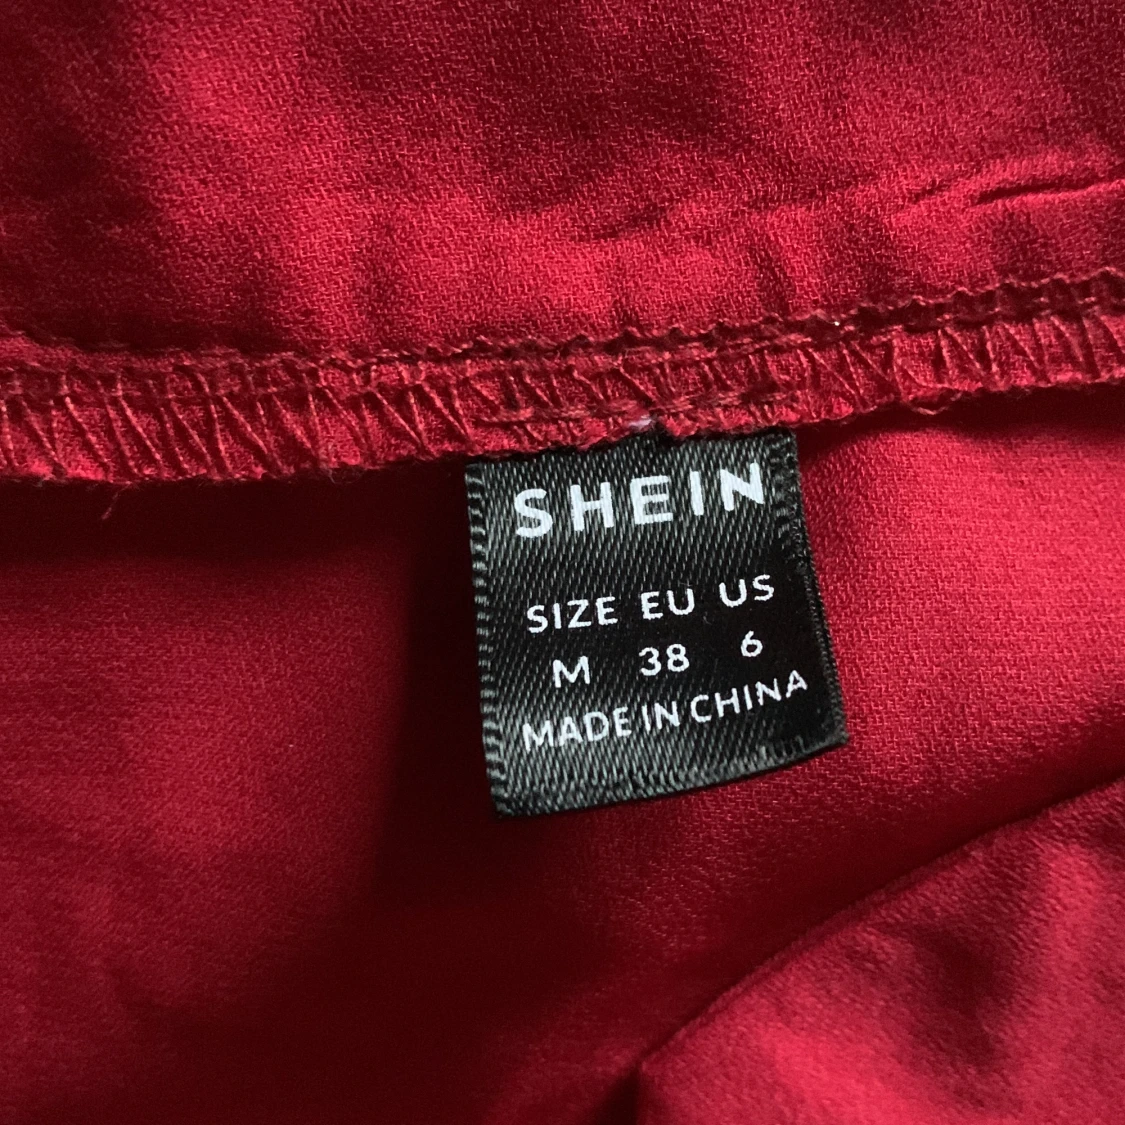 SHEIN
SIZE EU US
M 38 6
MADE IN CHINA